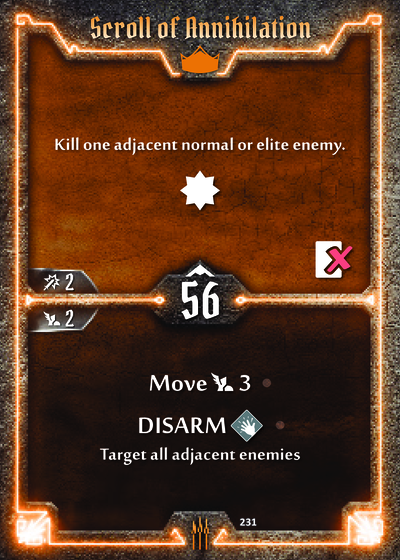 Scroll of Annihilation
Kill one adjacent normal or elite enemy.
2
56
2
Move 3
DISARM
Target all adjacent enemies
231